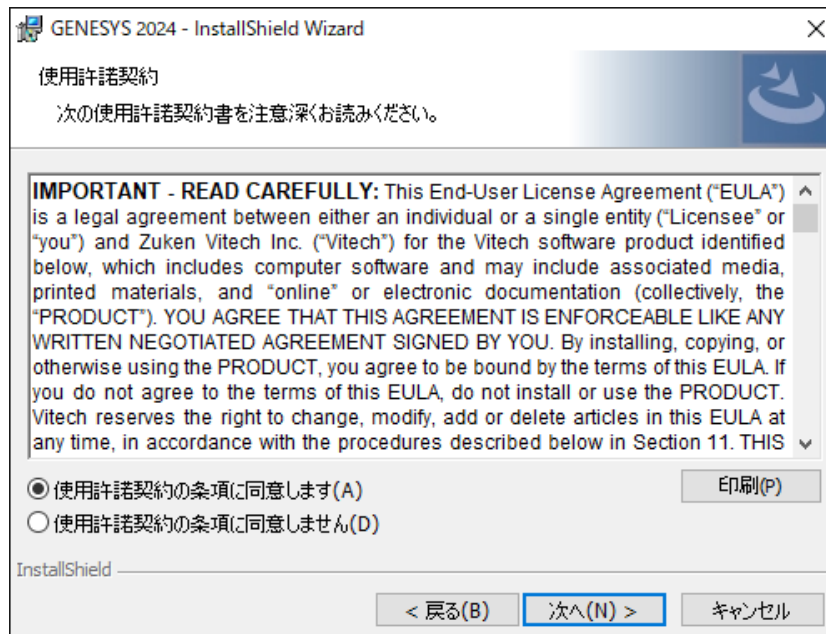 GENESYS 2024 - InstallShield Wizard
使用許諾契約
次の使用許諾契約書を注意深くお読みください。
IMPORTANT - READ CAREFULLY: This End-User License Agreement (“EULA”)
is a legal agreement between either an individual or a single entity (“Licensee” or
“you”) and Zuken Vitech Inc. (“Vitech”) for the Vitech software product identified
below, which includes computer software and may include associated media,
printed materials, and “online” or electronic documentation (collectively, the
“PRODUCT”). YOU AGREE THAT THIS AGREEMENT IS ENFORCEABLE LIKE ANY
WRITTEN NEGOTIATED AGREEMENT SIGNED BY YOU. By installing, copying, or
otherwise using the PRODUCT, you agree to be bound by the terms of this EULA. If
you do not agree to the terms of this EULA, do not install or use the PRODUCT.
Vitech reserves the right to change, modify, add or delete articles in this EULA at
any time, in accordance with the procedures described below in Section 11. THIS
使用許諾契約の条項に同意します(A)
印刷(P)
使用許諾契約の条項に同意しません(D)
InstallShield
< 戻る(B)
次へ(N) >
キャンセル